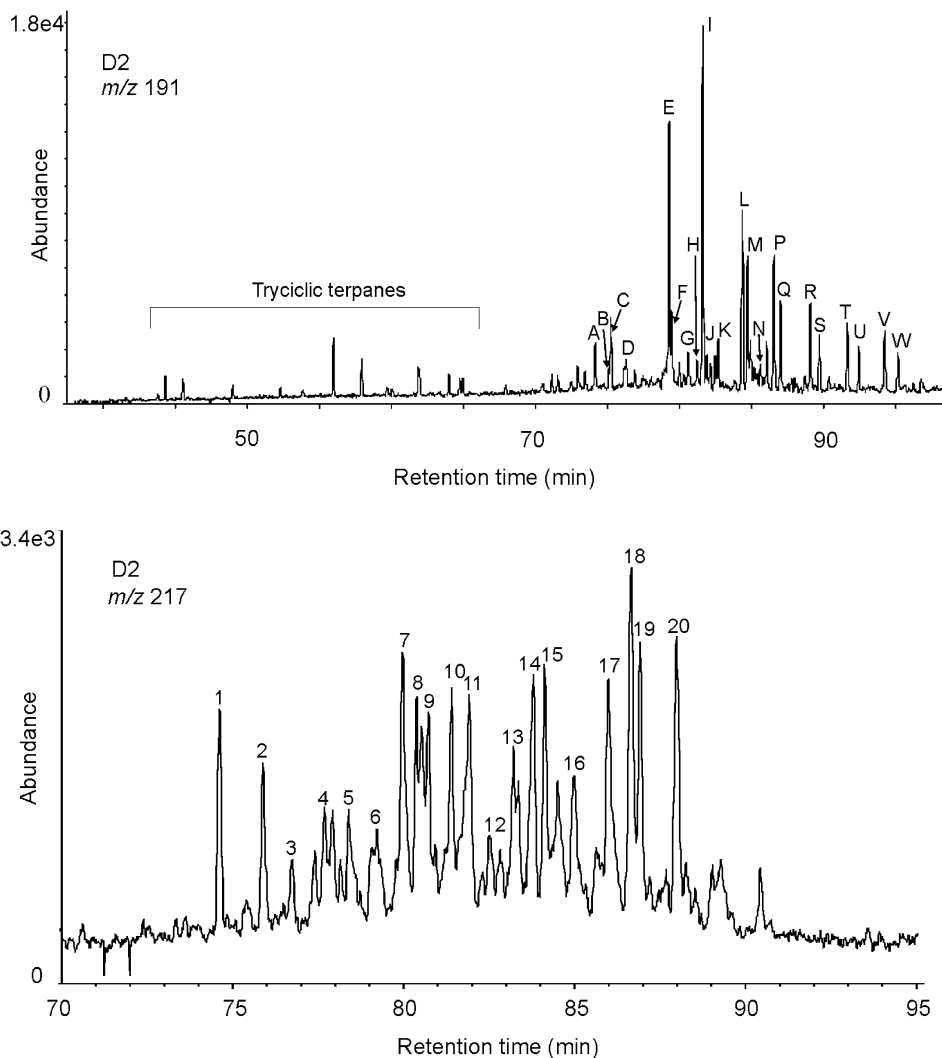 1.8e4
D2
m/z 191
Abundance
0
Tryciclic terpanes
A
B
C
D
E
F
G
H
I
J
K
L
M
N
P
Q
R
S
T
U
V
W
50
70
90
Retention time (min)
3.4e3
D2
m/z 217
Abundance
0
1
2
3
4
5
6
7
8
9
10
11
12
13
14
15
16
17
18
19
20
70
75
80
85
90
95
Retention time (min)